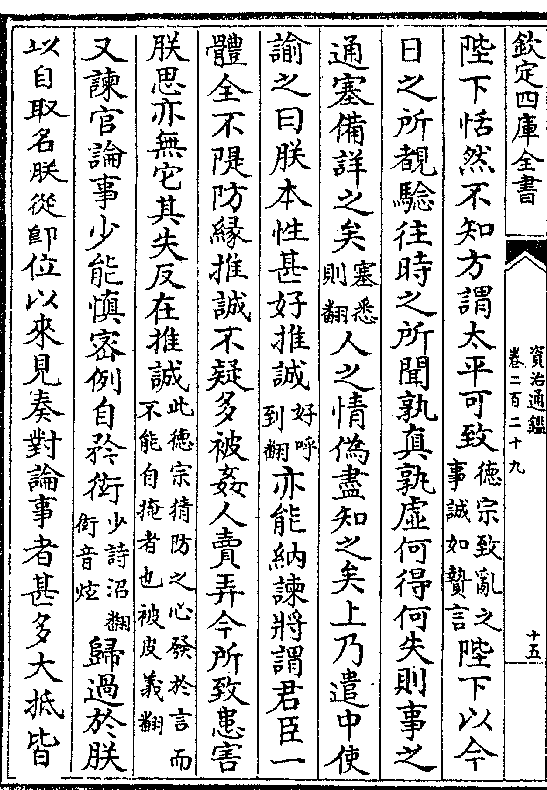 欽定四庫全書
資治通鑑
卷二百二十九
十五
陛下恬然不知方謂太平可致德宗致亂之事誠如贄言陛下以今
日之所覩驗往時之所聞孰真孰虛何得何失則事之
通塞備詳之矣塞悉則翻人之情偽盡知之矣上乃遣中使
諭之曰朕本性甚好推誠好呼到翻亦能納諫將謂君臣一
體全不隄防緣推誠不疑多被姦人賣弄今所致患害
朕思亦無它其失反在推誠此德宗猜防之心發於言而不能自掩者也被皮義翻
又諫官論事少能慎密例自矜衒少詩沼翻衒音炫歸過於朕
以自取名朕從即位以來見奏對論事者甚多大抵皆